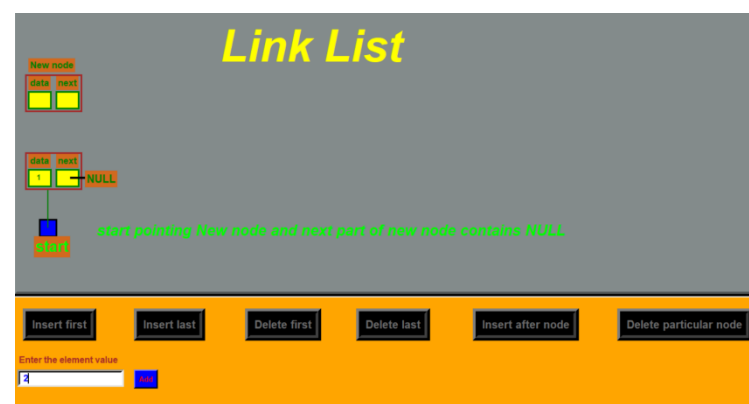 Link List
New node
data next
data next
1
NULL
start
start pointing New node and next part of new node contains NULL
Insert first Insert last Delete first Delete last Insert after node Delete particular node
Enter the element value
2 Add